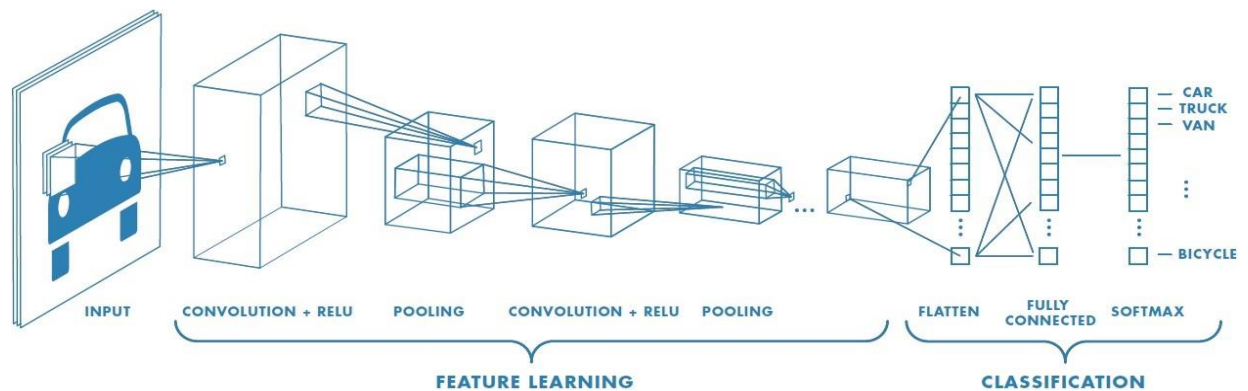 CAR
TRUCK
VAN
BICYCLE
INPUT
CONVOLUTION + RELU
POOLING
CONVOLUTION + RELU
POOLING
FLATTEN
FULLY
CONNECTED
SOFTMAX
FEATURE LEARNING
CLASSIFICATION